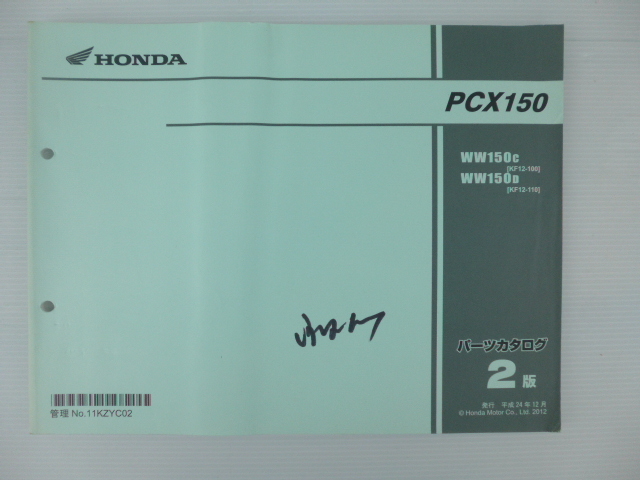 HONDA
PCX150
WW150C
[KF12-100]
WW150D
[KF12-110]
パーツカタログ
2版
発行 平成24年12月
© Honda Motor Co., Ltd. 2012
管理 No.11KZYC02